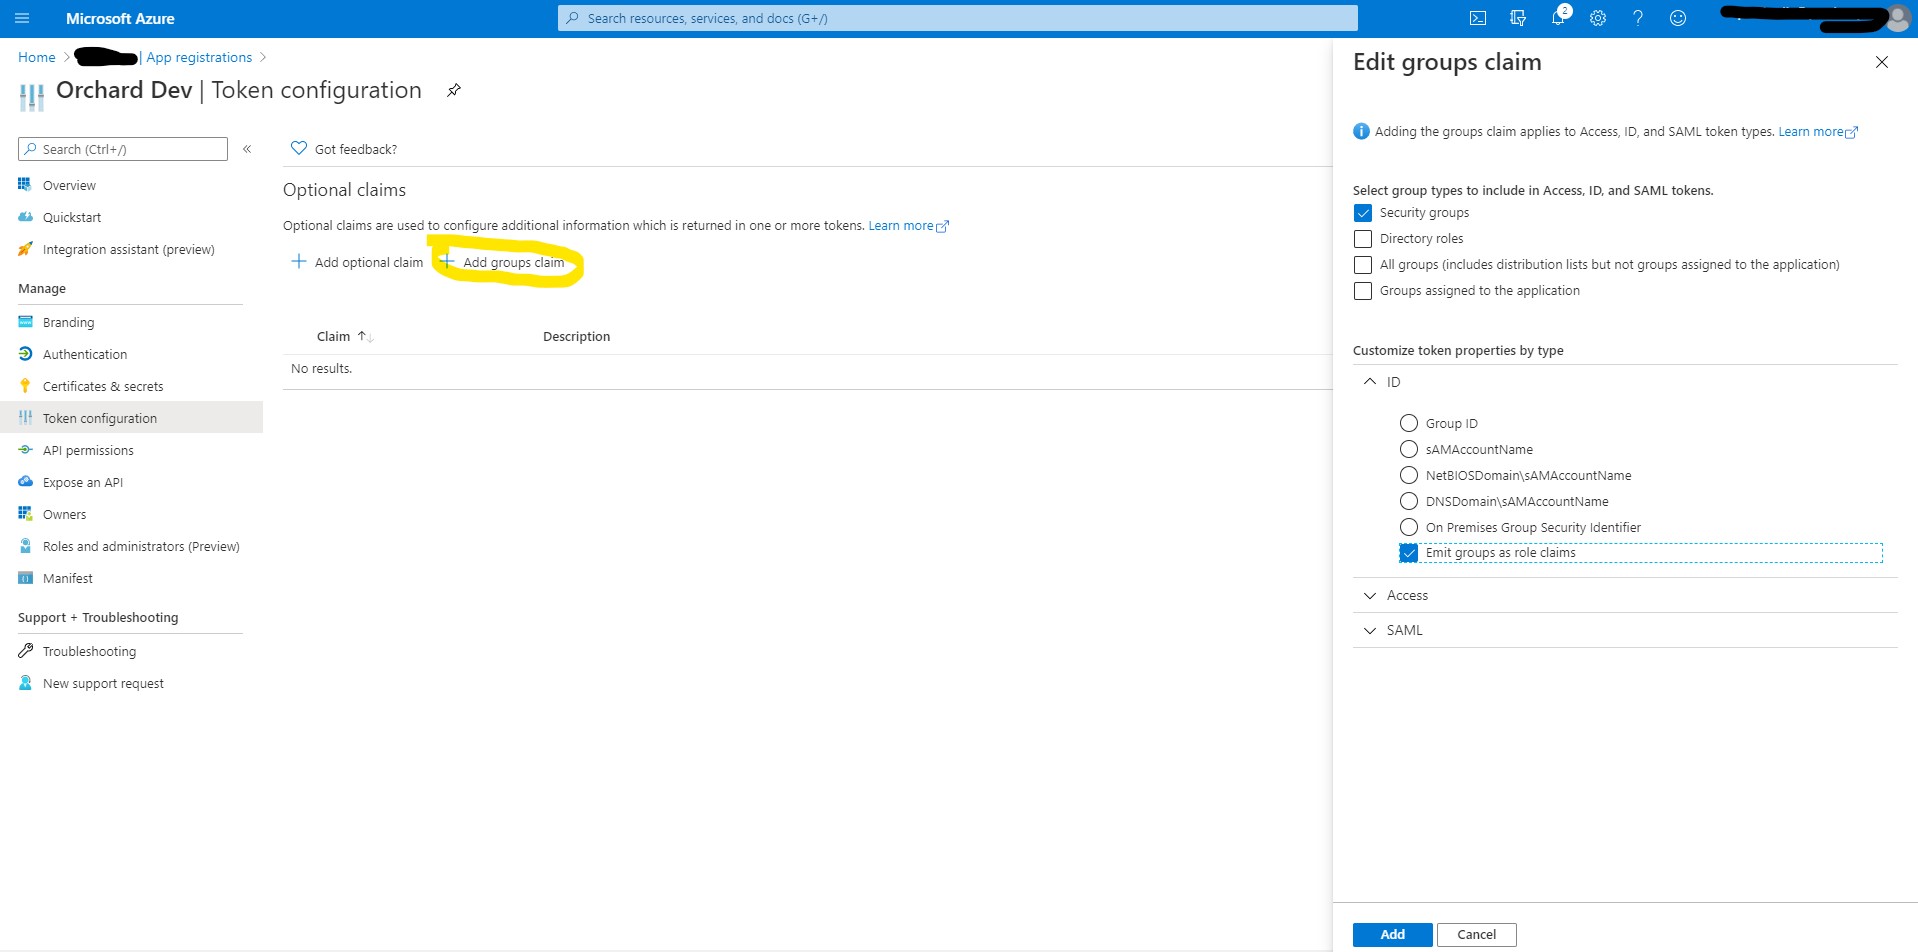 Microsoft Azure
Search resources, services, and docs (G+/)
2
Home > | App registrations >
Orchard Dev | Token configuration
Search (Ctrl+/)
«
Overview
Quickstart
Integration assistant (preview)
Manage
Branding
Authentication
Certificates & secrets
Token configuration
API permissions
Expose an API
Owners
Roles and administrators (Preview)
Manifest
Support + Troubleshooting
Troubleshooting
New support request
Got feedback?
Optional claims
Optional claims are used to configure additional information which is returned in one or more tokens. Learn more
+ Add optional claim + Add groups claim
Claim ↑↓ Description
No results.
Edit groups claim
Adding the groups claim applies to Access, ID, and SAML token types. Learn more
Select group types to include in Access, ID, and SAML tokens.
Security groups
Directory roles
All groups (includes distribution lists but not groups assigned to the application)
Groups assigned to the application
Customize token properties by type
ID
Group ID
sAMAccountName
NetBIOSDomain\sAMAccountName
DNSDomain\sAMAccountName
On Premises Group Security Identifier
Emit groups as role claims
Access
SAML
Add Cancel